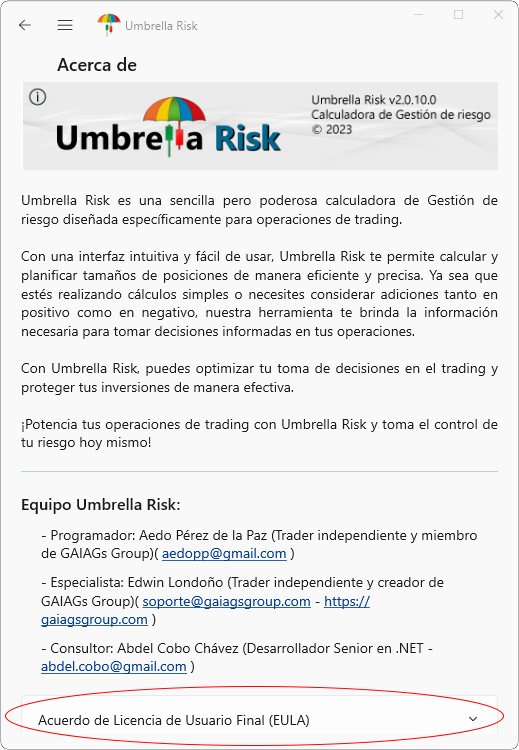 Umbrella Risk
Acerca de
Umbrella Risk
Umbrella Risk v2.0.10.0
Calculadora de Gestión de riesgo
© 2023
Umbrella Risk es una sencilla pero poderosa calculadora de Gestión de
riesgo diseñada específicamente para operaciones de trading.
Con una interfaz intuitiva y fácil de usar, Umbrella Risk te permite calcular y
planificar tamaños de posiciones de manera eficiente y precisa. Ya sea que
estés realizando cálculos simples o necesites considerar adiciones tanto en
positivo como en negativo, nuestra herramienta te brinda la información
necesaria para tomar decisiones informadas en tus operaciones.
Con Umbrella Risk, puedes optimizar tu toma de decisiones en el trading y
proteger tus inversiones de manera efectiva.
¡Potencia tus operaciones de trading con Umbrella Risk y toma el control de
tu riesgo hoy mismo!
Equipo Umbrella Risk:
- Programador: Aedo Pérez de la Paz (Trader independiente y miembro
de GAIAGs Group)( aedopp@gmail.com )
- Especialista: Edwin Londoño (Trader independiente y creador de
GAIAGs Group)( soporte@gaiagsgroup.com - https://
gaiagsgroup.com )
- Consultor: Abdel Cobo Chávez (Desarrollador Senior en .NET -
abdel.cobo@gmail.com )
Acuerdo de Licencia de Usuario Final (EULA)